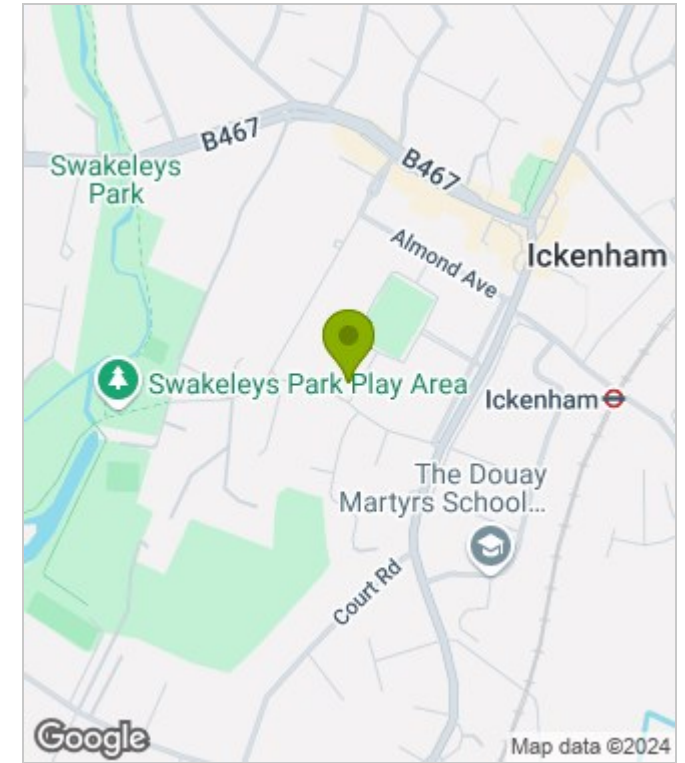 B467
B467
Swakeleys
Park
Almond Ave
Ickenham
Swakeleys Park Play Area
Ickenham
The Douay
Martyrs School...
Court Rd
Google
Map data ©2024